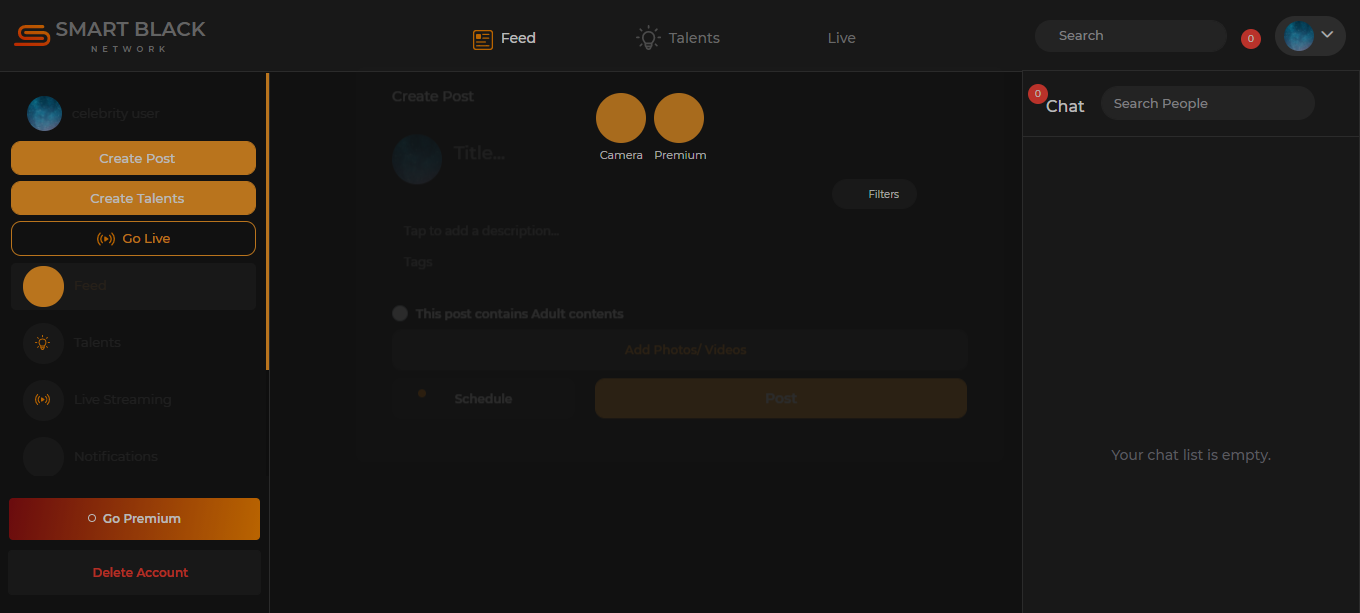 SMART BLACK
NETWORK
Feed
Talents
Live
Search
0
celebrity user
Create Post
Create Talents
Go Live
Feed
Talents
Live Streaming
Notifications
Go Premium
Delete Account
Create Post
Title...
Camera
Premium
Filters
Tap to add a description...
Tags
This post contains Adult contents
Add Photos/ Videos
Schedule
Post
0
Chat
Search People
Your chat list is empty.